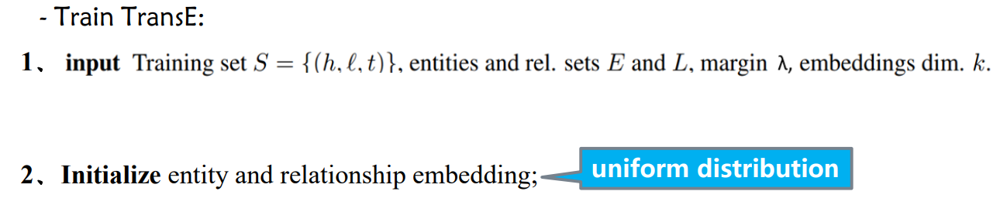 - Train TransE:
1、 input Training set S = {(h, ℓ, t)}, entities and rel. sets E and L, margin λ, embeddings dim. k.
2、Initialize entity and relationship embedding;
uniform distribution